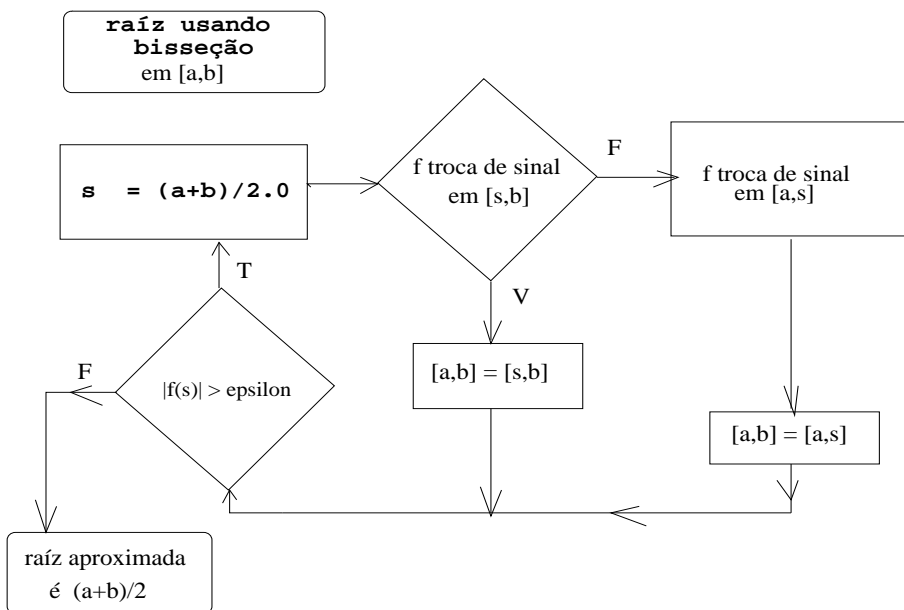 raíz usando
bisseção
em [a,b]
s = (a+b)/2.0
f troca de sinal
em [s,b]
F
f troca de sinal
em [a,s]
T
V
F
|f(s)| > epsilon
[a,b] = [s,b]
[a,b] = [a,s]
raíz aproximada
é (a+b)/2